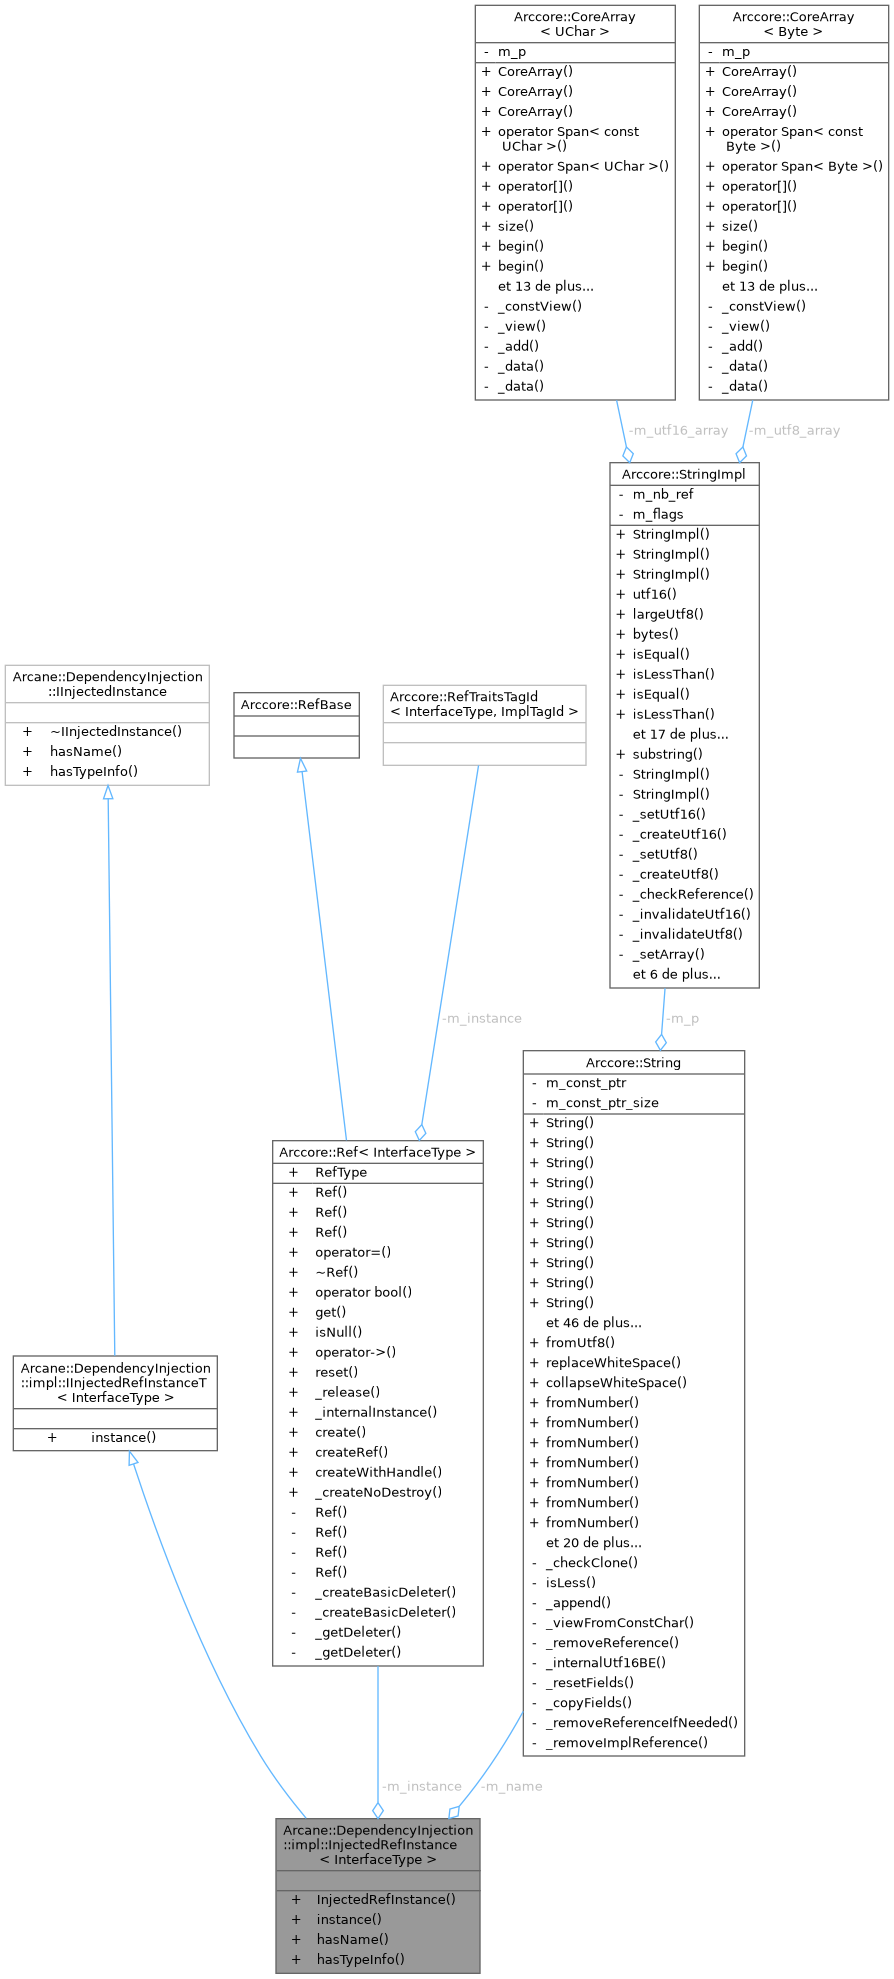 Arccore::CoreArray
< UChar >
- m_p
+ CoreArray()
+ CoreArray()
+ CoreArray()
+ operator Span< const
UChar >()
+ operator Span< UChar >()
+ operator[]()
+ operator[]()
+ size()
+ begin()
+ begin()
et 13 de plus...
- _constView()
- _view()
- _add()
- _data()
- _data()
Arccore::CoreArray
< Byte >
- m_p
+ CoreArray()
+ CoreArray()
+ CoreArray()
+ operator Span< const
Byte >()
+ operator Span< Byte >()
+ operator[]()
+ operator[]()
+ size()
+ begin()
+ begin()
et 13 de plus...
- _constView()
- _view()
- _add()
- _data()
- _data()
-m_utf16_array
-m_utf8_array
Arccore::StringImpl
- m_nb_ref
- m_flags
+ StringImpl()
+ StringImpl()
+ StringImpl()
+ utf16()
+ largeUtf8()
+ bytes()
+ isEqual()
+ isLessThan()
+ isEqual()
+ isLessThan()
et 17 de plus...
+ substring()
- StringImpl()
- StringImpl()
- _setUtf16()
- _createUtf16()
- _setUtf8()
- _createUtf8()
- _checkReference()
- _invalidateUtf16()
- _invalidateUtf8()
- _setArray()
et 6 de plus...
Arcane::DependencyInjection
::IInjectedInstance
+ ~IInjectedInstance()
+ hasName()
+ hasTypeInfo()
Arccore::RefBase
Arccore::RefTraitsTagId
< InterfaceType, ImplTagId >
-m_instance
-m_p
Arccore::String
- m_const_ptr
- m_const_ptr_size
+ String()
+ String()
+ String()
+ String()
+ String()
+ String()
+ String()
+ String()
+ String()
+ String()
et 46 de plus...
+ fromUtf8()
+ replaceWhiteSpace()
+ collapseWhiteSpace()
+ fromNumber()
+ fromNumber()
+ fromNumber()
+ fromNumber()
+ fromNumber()
+ fromNumber()
+ fromNumber()
et 20 de plus...
- _checkClone()
- isLess()
- _append()
- _viewFromConstChar()
- _removeReference()
- _internalUtf16BE()
- _resetFields()
- _copyFields()
- _removeReferenceIfNeeded()
- _removeImplReference()
Arccore::Ref< InterfaceType >
+ RefType
+ Ref()
+ Ref()
+ Ref()
+ operator=()
+ ~Ref()
+ operator bool()
+ get()
+ isNull()
+ operator->()
+ reset()
+ _release()
+ _internalInstance()
+ create()
+ createRef()
+ createWithHandle()
+ _createNoDestroy()
- Ref()
- Ref()
- Ref()
- Ref()
- _createBasicDeleter()
- _createBasicDeleter()
- _getDeleter()
- _getDeleter()
Arcane::DependencyInjection
::impl::IInjectedRefInstanceT
< InterfaceType >
+ instance()
-m_instance
-m_name
Arcane::DependencyInjection
::impl::InjectedRefInstance
< InterfaceType >
+ InjectedRefInstance()
+ instance()
+ hasName()
+ hasTypeInfo()